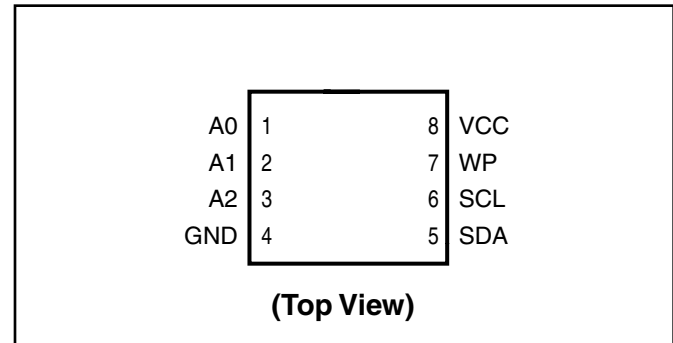 A0 1 8 VCC
A1 2 7 WP
A2 3 6 SCL
GND 4 5 SDA
(Top View)